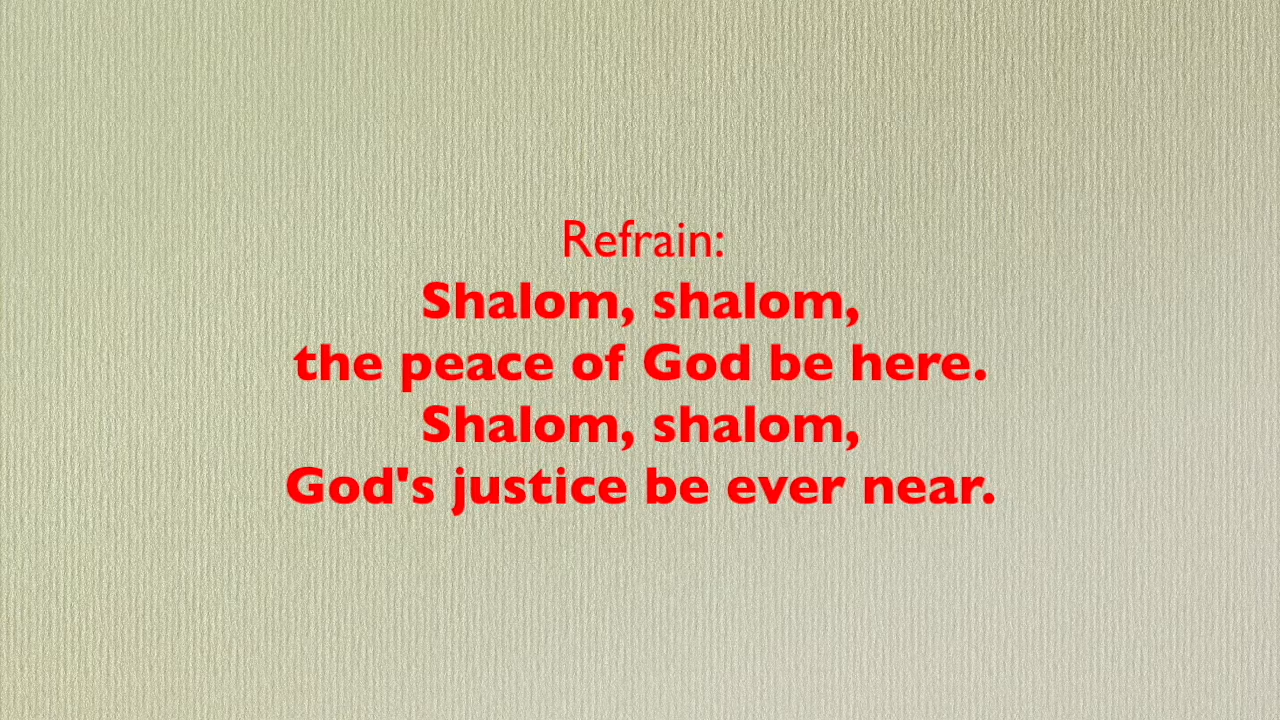 Refrain:
Shalom, shalom,
the peace of God be here.
Shalom, shalom,
God's justice be ever near.